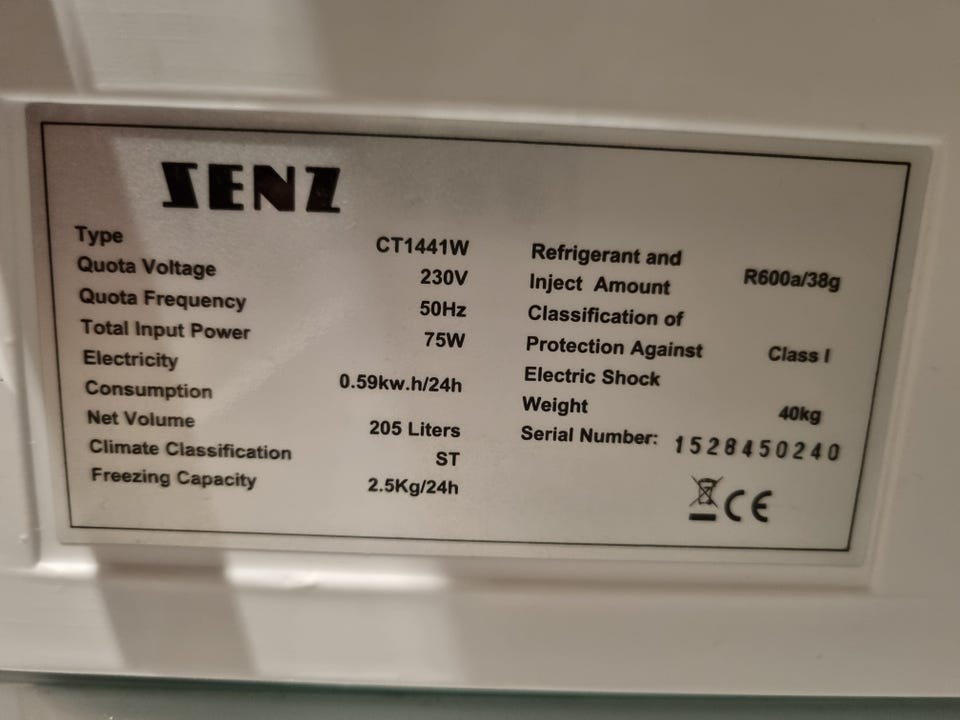 SENZ
Type CT1441W
Quota Voltage 230V
Quota Frequency 50Hz
Total Input Power 75W
Electricity
Consumption 0.59kw.h/24h
Net Volume 205 Liters
Climate Classification ST
Freezing Capacity 2.5Kg/24h
Refrigerant and
Inject Amount R600a/38g
Classification of
Protection Against Class I
Electric Shock
Weight 40kg
Serial Number: 1528450240
CE